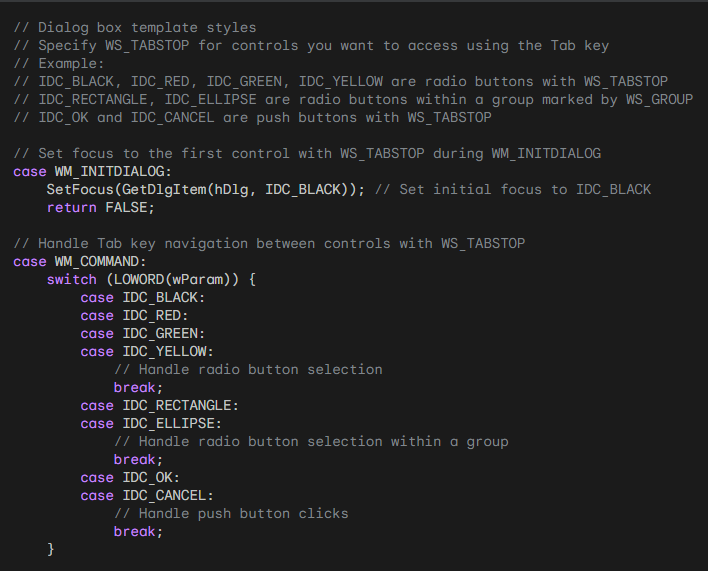 // Dialog box template styles
// Specify WS_TABSTOP for controls you want to access using the Tab key
// Example:
// IDC_BLACK, IDC_RED, IDC_GREEN, IDC_YELLOW are radio buttons with WS_TABSTOP
// IDC_RECTANGLE, IDC_ELLIPSE are radio buttons within a group marked by WS_GROUP
// IDC_OK and IDC_CANCEL are push buttons with WS_TABSTOP

// Set focus to the first control with WS_TABSTOP during WM_INITDIALOG
case WM_INITDIALOG:
    SetFocus(GetDlgItem(hDlg, IDC_BLACK)); // Set initial focus to IDC_BLACK
    return FALSE;

// Handle Tab key navigation between controls with WS_TABSTOP
case WM_COMMAND:
    switch (LOWORD(wParam)) {
        case IDC_BLACK:
        case IDC_RED:
        case IDC_GREEN:
        case IDC_YELLOW:
            // Handle radio button selection
            break;
        case IDC_RECTANGLE:
        case IDC_ELLIPSE:
            // Handle radio button selection within a group
            break;
        case IDC_OK:
        case IDC_CANCEL:
            // Handle push button clicks
            break;
    }